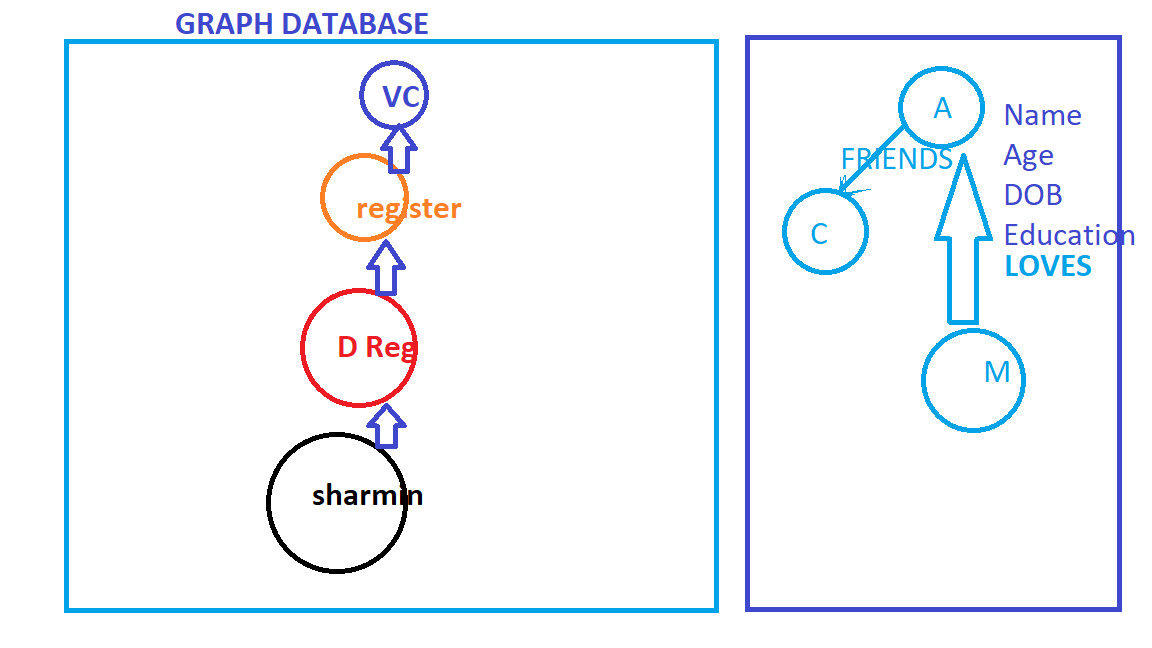 GRAPH DATABASE
VC
register
D Reg
sharmin
A
Name
FRIENDS
Age
DOB
C
Education
LOVES
M